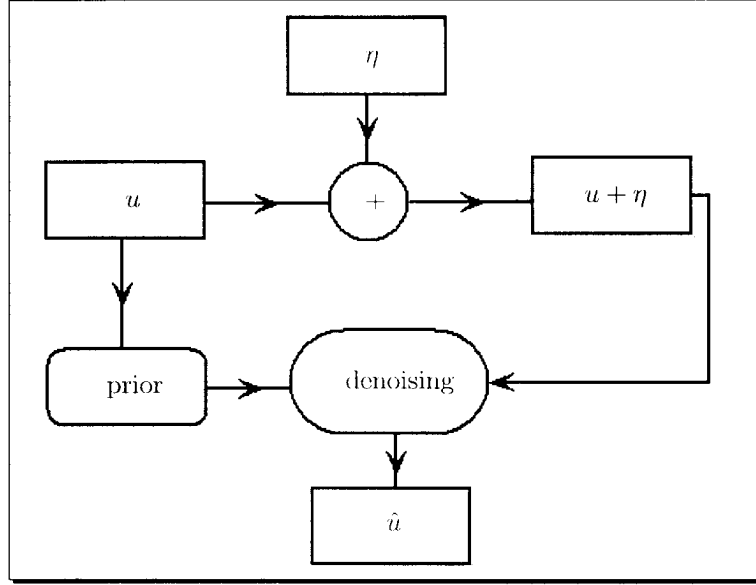 η
u
+
u + η
prior
denoising
û